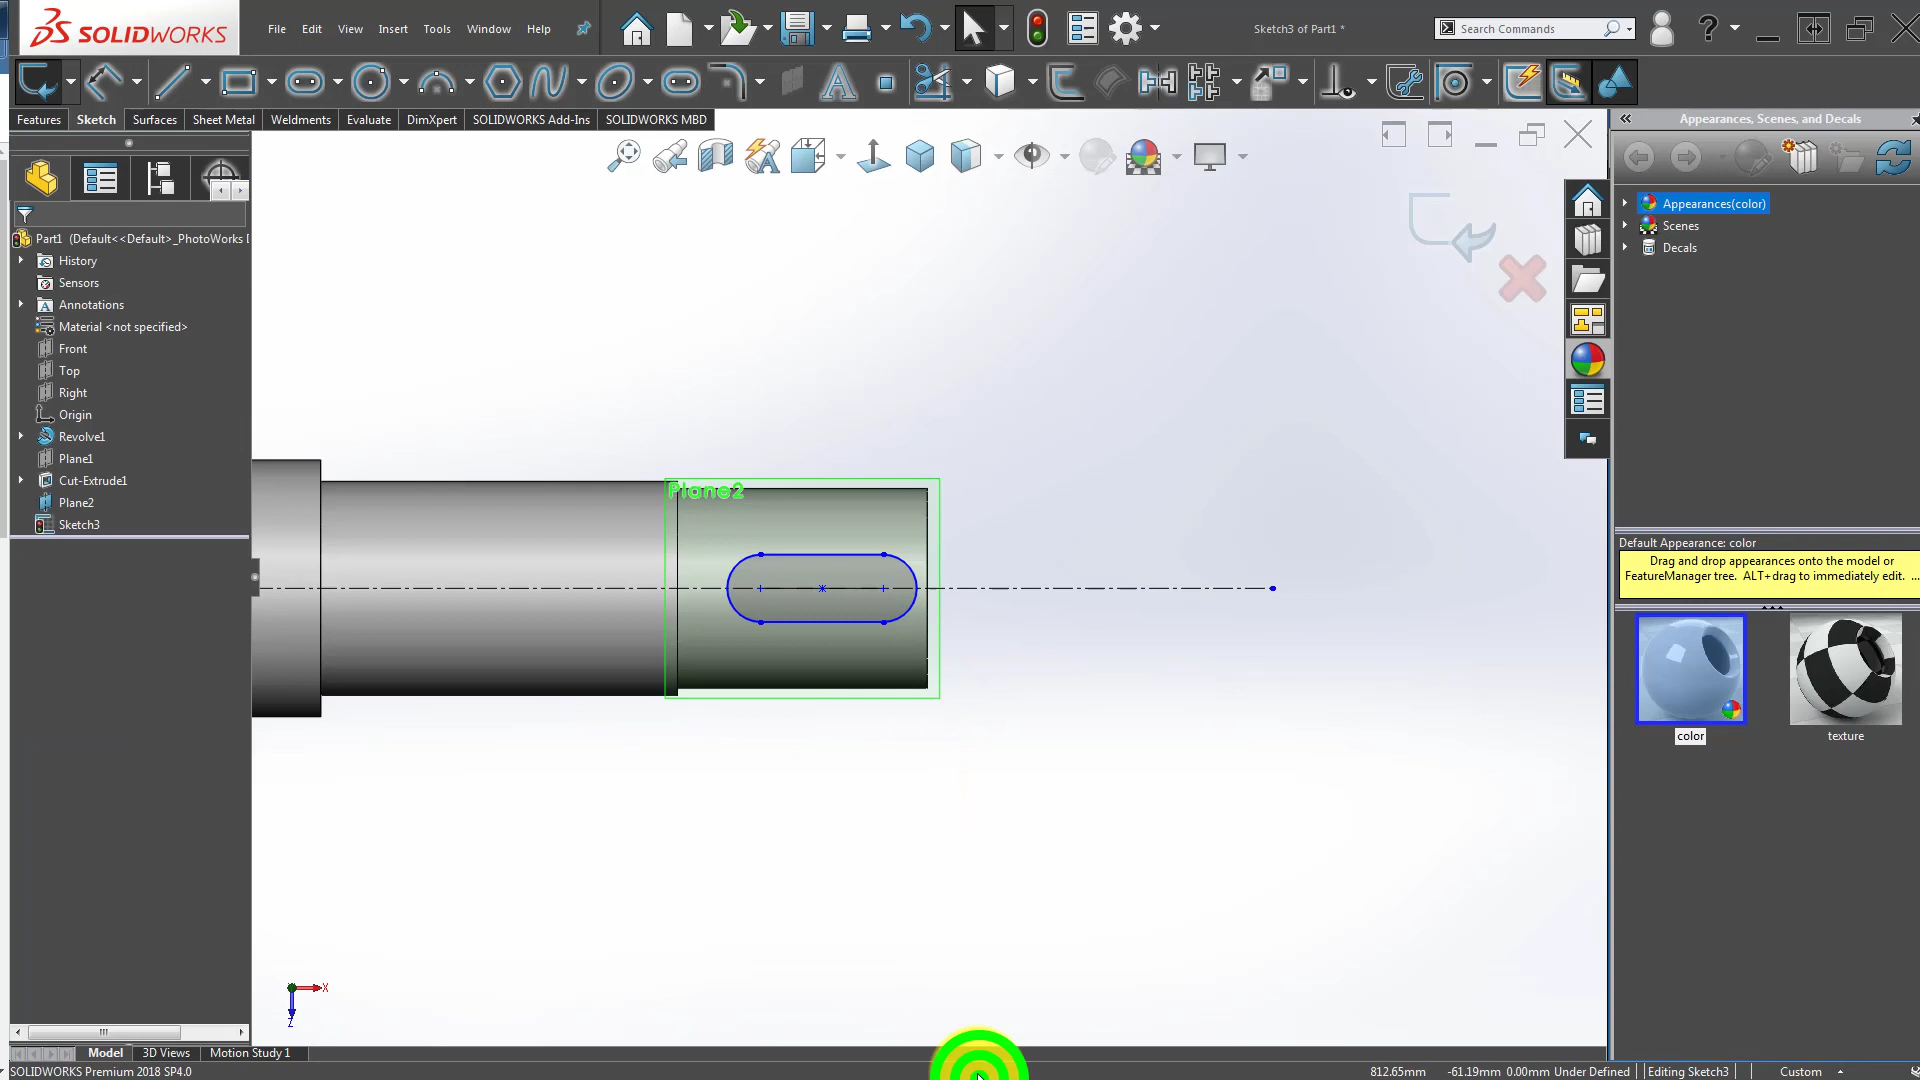 SOLIDWORKS
File Edit View Insert Tools Window Help
Sketch3 of Part1 *
Search Commands
Features Sketch Surfaces Sheet Metal Weldments Evaluate DimXpert SOLIDWORKS Add-Ins SOLIDWORKS MBD
Appearances, Scenes, and Decals
Part1 (Default<<Default>_PhotoWorks
History
Sensors
Annotations
Material <not specified>
Front
Top
Right
Origin
Revolve1
Plane1
Cut-Extrude1
Plane2
Sketch3
Plane2
X
Z
Appearances(color)
Scenes
Decals
Default Appearance: color
Drag and drop appearances onto the model or
FeatureManager tree. ALT+drag to immediately edit. ...
color
texture
Model 3D Views Motion Study 1
SOLIDWORKS Premium 2018 SP4.0
812.65mm -61.19mm 0.00mm Under Defined Editing Sketch3 Custom